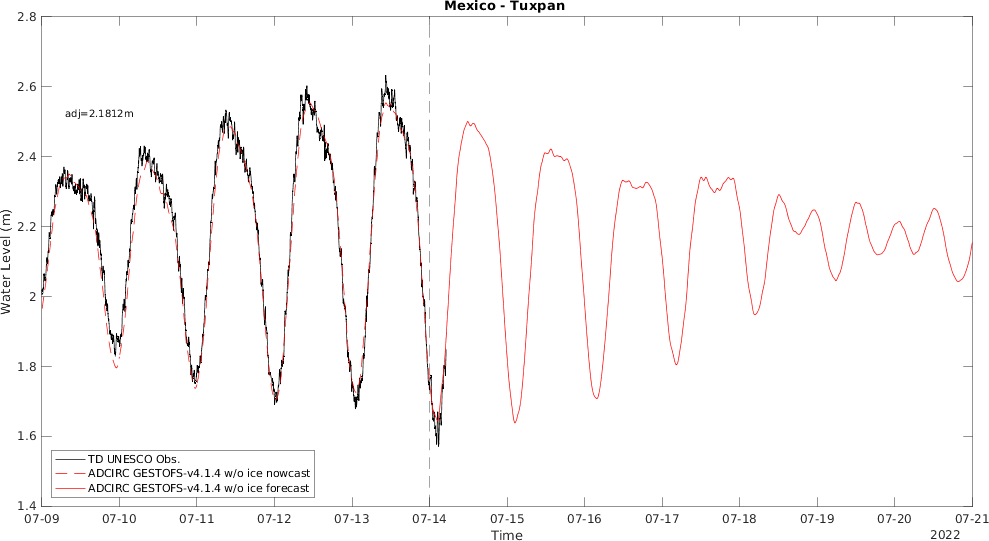 Mexico - Tuxpan
2.8
2.6
2.4
2.2
2
1.8
1.6
1.4
Water Level (m)
adj=2.1812m
TD UNESCO Obs.
ADCIRC GESTOFS-v4.1.4 w/o ice nowcast
ADCIRC GESTOFS-v4.1.4 w/o ice forecast
07-09 07-10 07-11 07-12 07-13 07-14 07-15 07-16 07-17 07-18 07-19 07-20 07-21
Time
2022